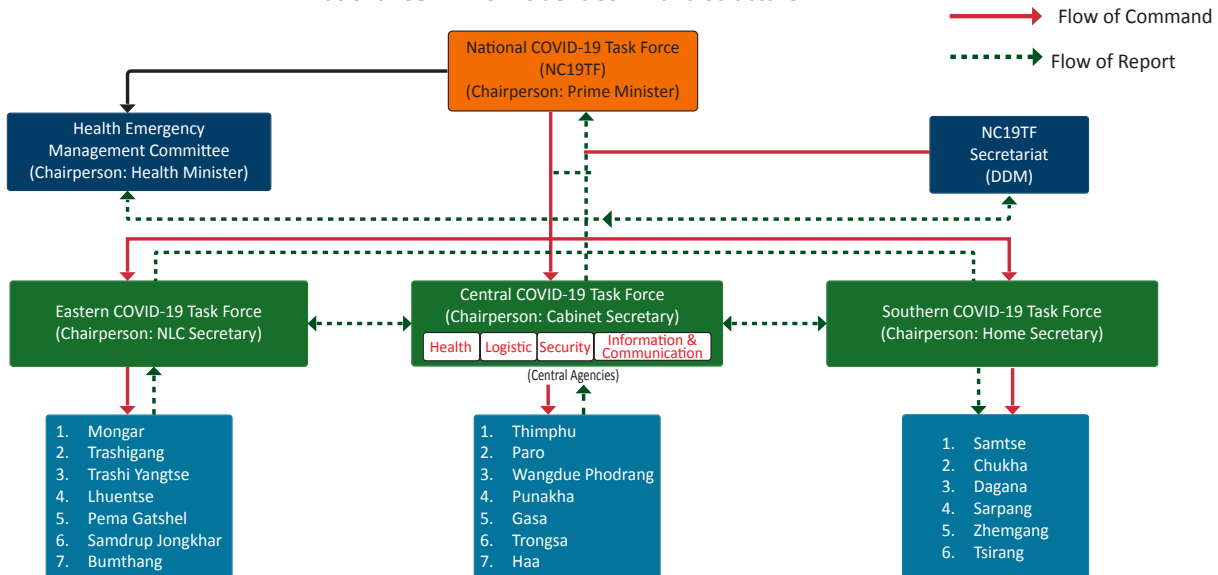 Flow of Command
Flow of Report
National COVID-19 Task Force
(NC19TF)
(Chairperson: Prime Minister)
Health Emergency
Management Committee
(Chairperson: Health Minister)
NC19TF
Secretariat
(DDM)
Eastern COVID-19 Task Force
(Chairperson: NLC Secretary)
Central COVID-19 Task Force
(Chairperson: Cabinet Secretary)
Health
Logistic
Security
Information &
Communication
(Central Agencies)
Southern COVID-19 Task Force
(Chairperson: Home Secretary)
1. Mongar
2. Trashigang
3. Trashi Yangtse
4. Lhuentse
5. Pema Gatshel
6. Samdrup Jongkhar
7. Bumthang
1. Thimphu
2. Paro
3. Wangdue Phodrang
4. Punakha
5. Gasa
6. Trongsa
7. Haa
1. Samtse
2. Chukha
3. Dagana
4. Sarpang
5. Zhemgang
6. Tsirang